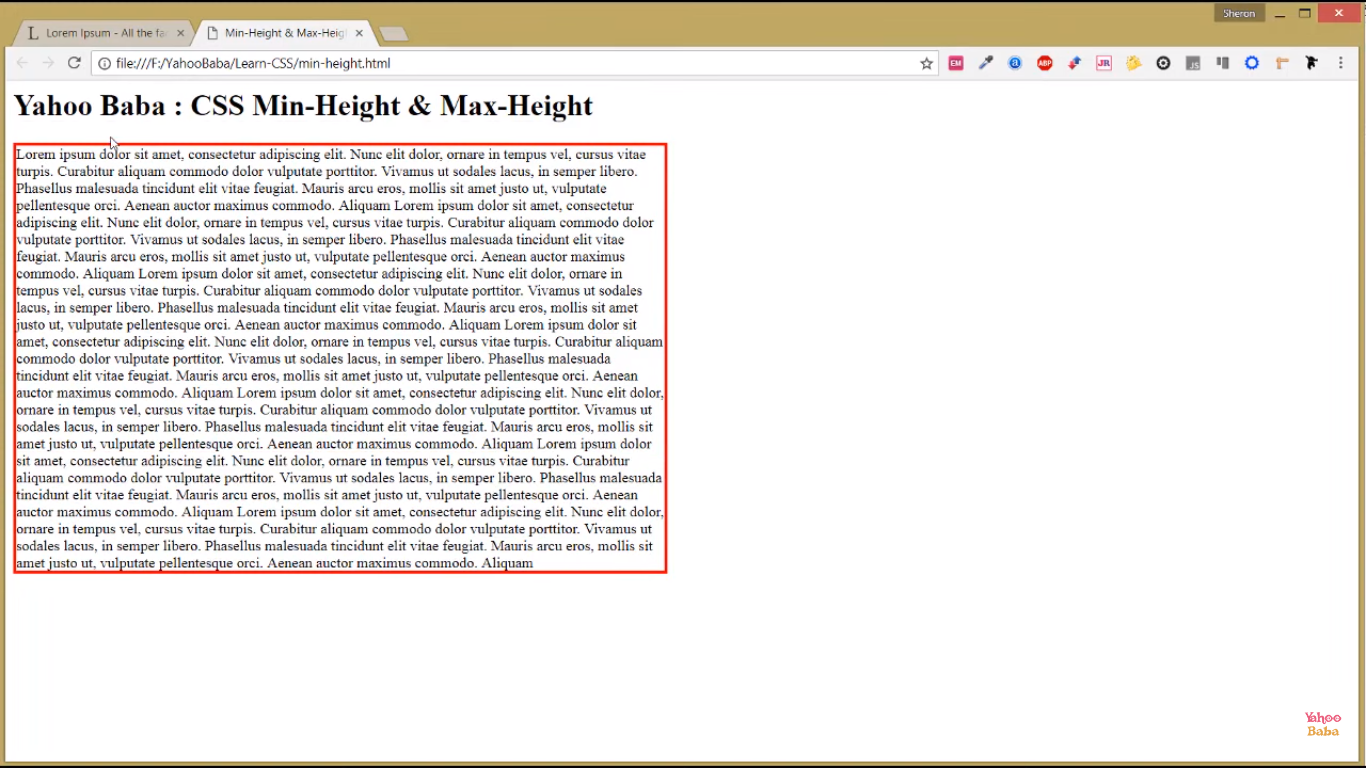 Sheron
Lorem Ipsum - All the fa
Min-Height & Max-Heig
file:///F:/YahooBaba/Learn-CSS/min-height.html
EM
a
ABP
JR
JS
Yahoo Baba : CSS Min-Height & Max-Height
Lorem ipsum dolor sit amet, consectetur adipiscing elit. Nunc elit dolor, ornare in tempus vel, cursus vitae
turpis. Curabitur aliquam commodo dolor vulputate porttitor. Vivamus ut sodales lacus, in semper libero.
Phasellus malesuada tincidunt elit vitae feugiat. Mauris arcu eros, mollis sit amet justo ut, vulputate
pellentesque orci. Aenean auctor maximus commodo. Aliquam Lorem ipsum dolor sit amet, consectetur
adipiscing elit. Nunc elit dolor, ornare in tempus vel, cursus vitae turpis. Curabitur aliquam commodo dolor
vulputate porttitor. Vivamus ut sodales lacus, in semper libero. Phasellus malesuada tincidunt elit vitae
feugiat. Mauris arcu eros, mollis sit amet justo ut, vulputate pellentesque orci. Aenean auctor maximus
commodo. Aliquam Lorem ipsum dolor sit amet, consectetur adipiscing elit. Nunc elit dolor, ornare in
tempus vel, cursus vitae turpis. Curabitur aliquam commodo dolor vulputate porttitor. Vivamus ut sodales
lacus, in semper libero. Phasellus malesuada tincidunt elit vitae feugiat. Mauris arcu eros, mollis sit amet
justo ut, vulputate pellentesque orci. Aenean auctor maximus commodo. Aliquam Lorem ipsum dolor sit
amet, consectetur adipiscing elit. Nunc elit dolor, ornare in tempus vel, cursus vitae turpis. Curabitur aliquam
commodo dolor vulputate porttitor. Vivamus ut sodales lacus, in semper libero. Phasellus malesuada
tincidunt elit vitae feugiat. Mauris arcu eros, mollis sit amet justo ut, vulputate pellentesque orci. Aenean
auctor maximus commodo. Aliquam Lorem ipsum dolor sit amet, consectetur adipiscing elit. Nunc elit dolor,
ornare in tempus vel, cursus vitae turpis. Curabitur aliquam commodo dolor vulputate porttitor. Vivamus ut
sodales lacus, in semper libero. Phasellus malesuada tincidunt elit vitae feugiat. Mauris arcu eros, mollis sit
amet justo ut, vulputate pellentesque orci. Aenean auctor maximus commodo. Aliquam Lorem ipsum dolor
sit amet, consectetur adipiscing elit. Nunc elit dolor, ornare in tempus vel, cursus vitae turpis. Curabitur
aliquam commodo dolor vulputate porttitor. Vivamus ut sodales lacus, in semper libero. Phasellus malesuada
tincidunt elit vitae feugiat. Mauris arcu eros, mollis sit amet justo ut, vulputate pellentesque orci. Aenean
auctor maximus commodo. Aliquam Lorem ipsum dolor sit amet, consectetur adipiscing elit. Nunc elit dolor,
ornare in tempus vel, cursus vitae turpis. Curabitur aliquam commodo dolor vulputate porttitor. Vivamus ut
sodales lacus, in semper libero. Phasellus malesuada tincidunt elit vitae feugiat. Mauris arcu eros, mollis sit
amet justo ut, vulputate pellentesque orci. Aenean auctor maximus commodo. Aliquam
Yahoo
Baba